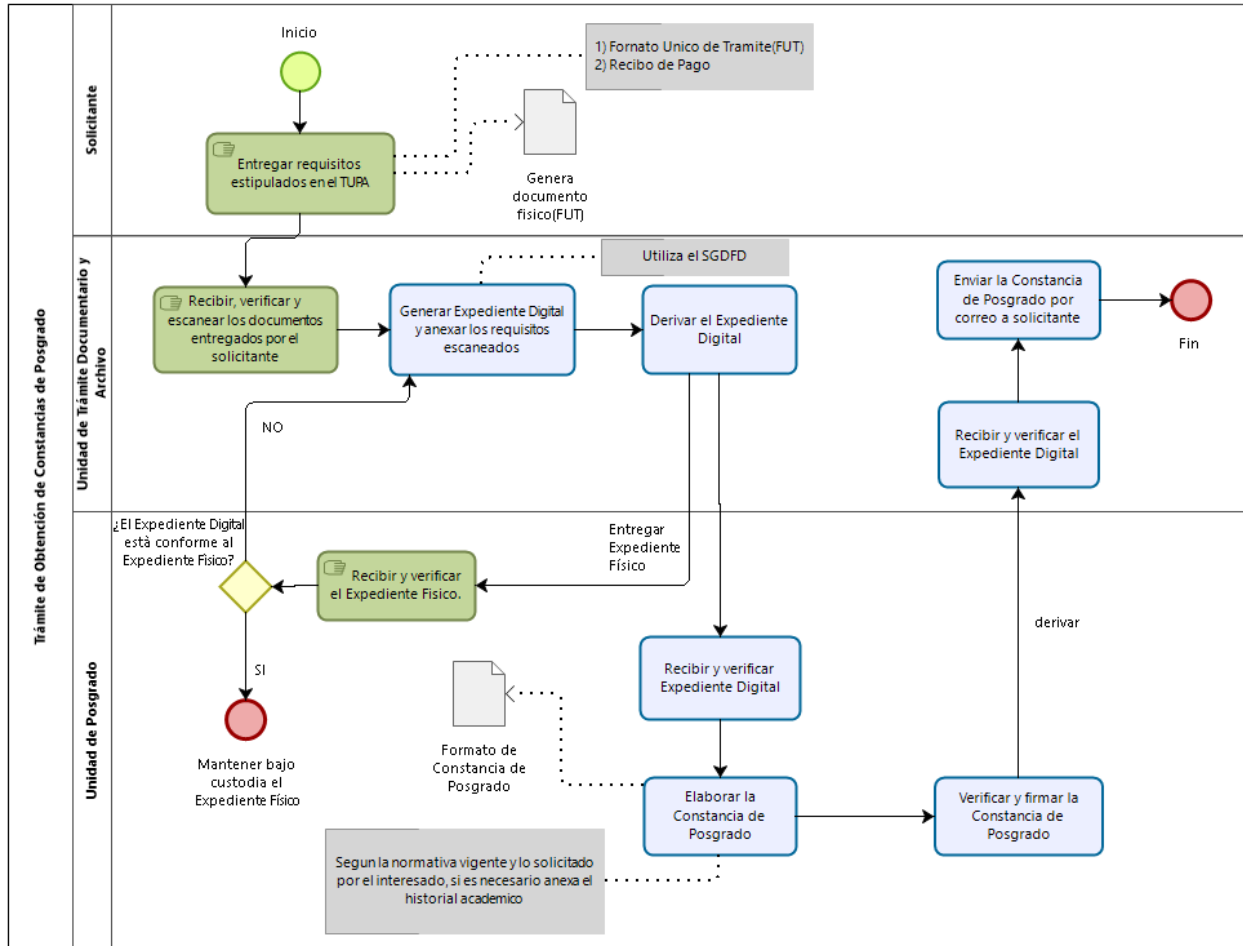 Trámite de Obtención de Constancias de Posgrado
Solicitante
Inicio
1) Fornato Unico de Tramite(FUT)
2) Recibo de Pago
Entregar requisitos
estipulados en el TUPA
Genera
documento
fisico(FUT)
Unidad de Trámite Documentario y
Archivo
Utiliza el SGDFD
Recibir, verificar y
escanear los documentos
entregados por el
solicitante
Generar Expediente Digital
y anexar los requisitos
escaneados
Derivar el Expediente
Digital
Enviar la Constancia
de Posgrado por
correo a solicitante
Fin
NO
Recibir y verificar el
Expediente Digital
Unidad de Posgrado
¿El Expediente Digital
està conforme al
Expediente Fìsico?
Recibir y verificar
el Expediente Fisico.
Entregar
Expediente
Físico
derivar
SI
Mantener bajo
custodia el
Expediente Físico
Formato de
Constancia de
Posgrado
Recibir y verificar
Expediente Digital
Elaborar la
Constancia de
Posgrado
Verificar y firmar la
Constancia de
Posgrado
Segun la normativa vigente y lo solicitado
por el interesado, si es necesario anexa el
historial academico